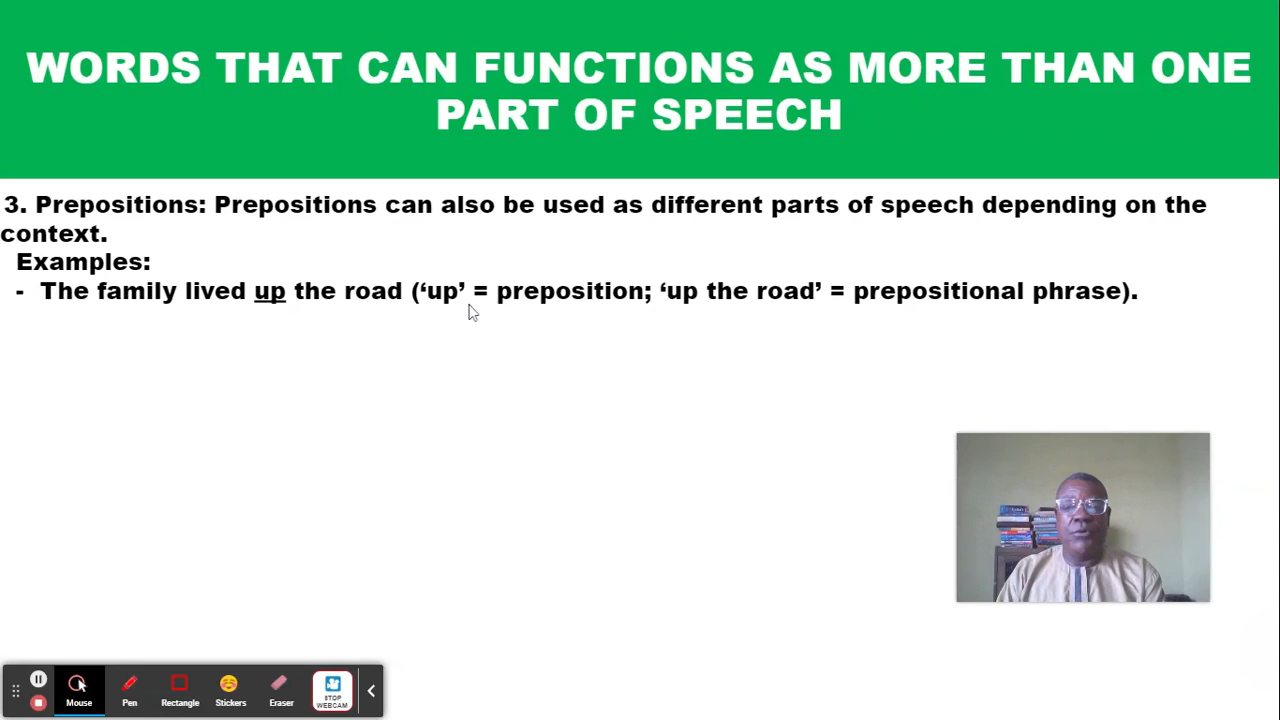 WORDS THAT CAN FUNCTIONS AS MORE THAN ONE
PART OF SPEECH
3. Prepositions: Prepositions can also be used as different parts of speech depending on the
context.
Examples:
- The family lived up the road (‘up’ = preposition; ‘up the road’ = prepositional phrase).
Mouse
Pen
Rectangle
Stickers
Eraser
STOP
WEBCAM